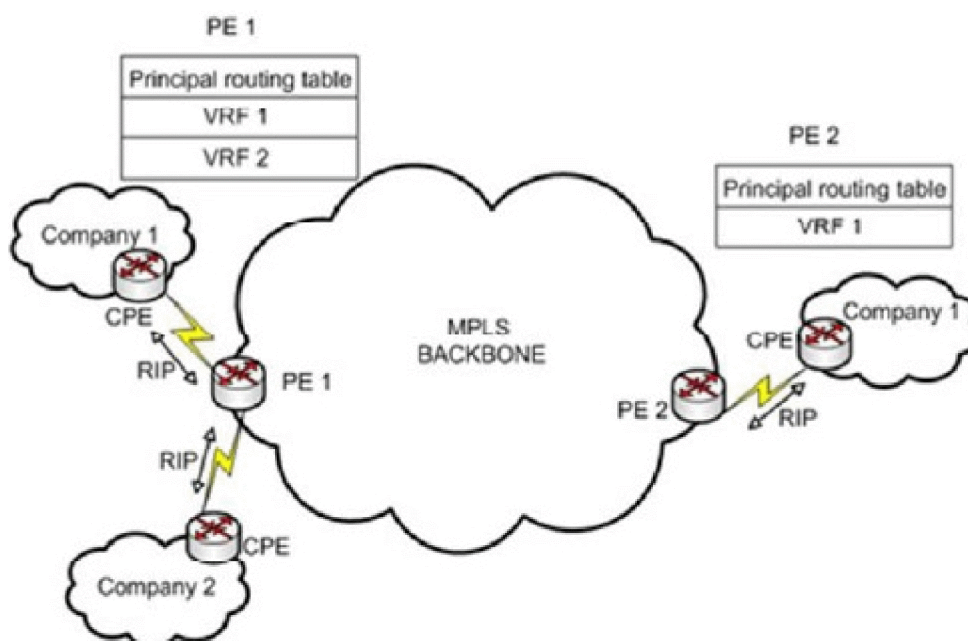 PE 1
Principal routing table
VRF 1
VRF 2
PE 2
Principal routing table
VRF 1
Company 1
CPE
RIP
PE 1
MPLS
BACKBONE
Company 1
CPE
PE 2
RIP
RIP
CPE
Company 2